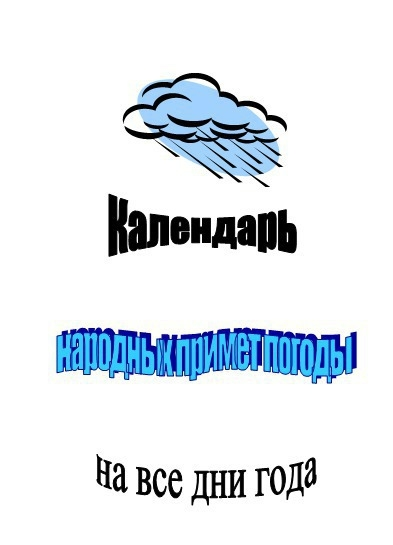 Календарь
народных примет погоды
на все дни года